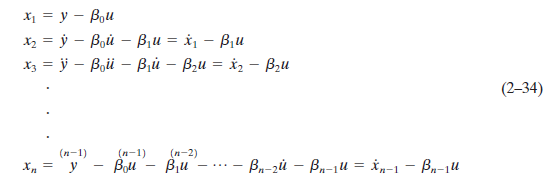 x₁ = y − β₀u
x₂ = ẏ − β₀u̇ − β₁u = ẋ₁ − β₁u
x₃ = ÿ − β₀ü − β₁u̇ − β₂u = ẋ₂ − β₂u
(2–34)
.
.
.
xₙ = y⁽ⁿ⁻¹⁾ − β₀u⁽ⁿ⁻¹⁾ − β₁u⁽ⁿ⁻²⁾ − ⋯ − βₙ₋₂u̇ − βₙ₋₁u = ẋₙ₋₁ − βₙ₋₁u